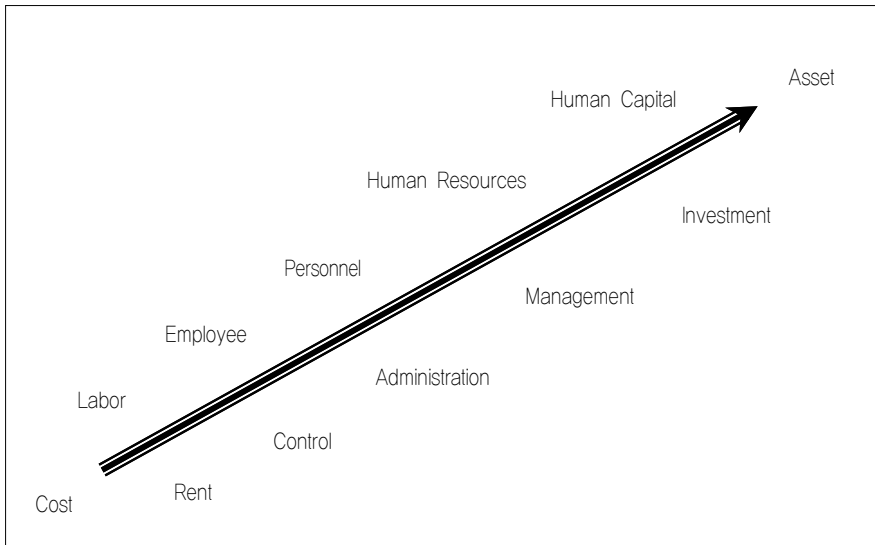 Asset
Human Capital
Human Resources
Investment
Personnel
Management
Employee
Administration
Labor
Control
Rent
Cost